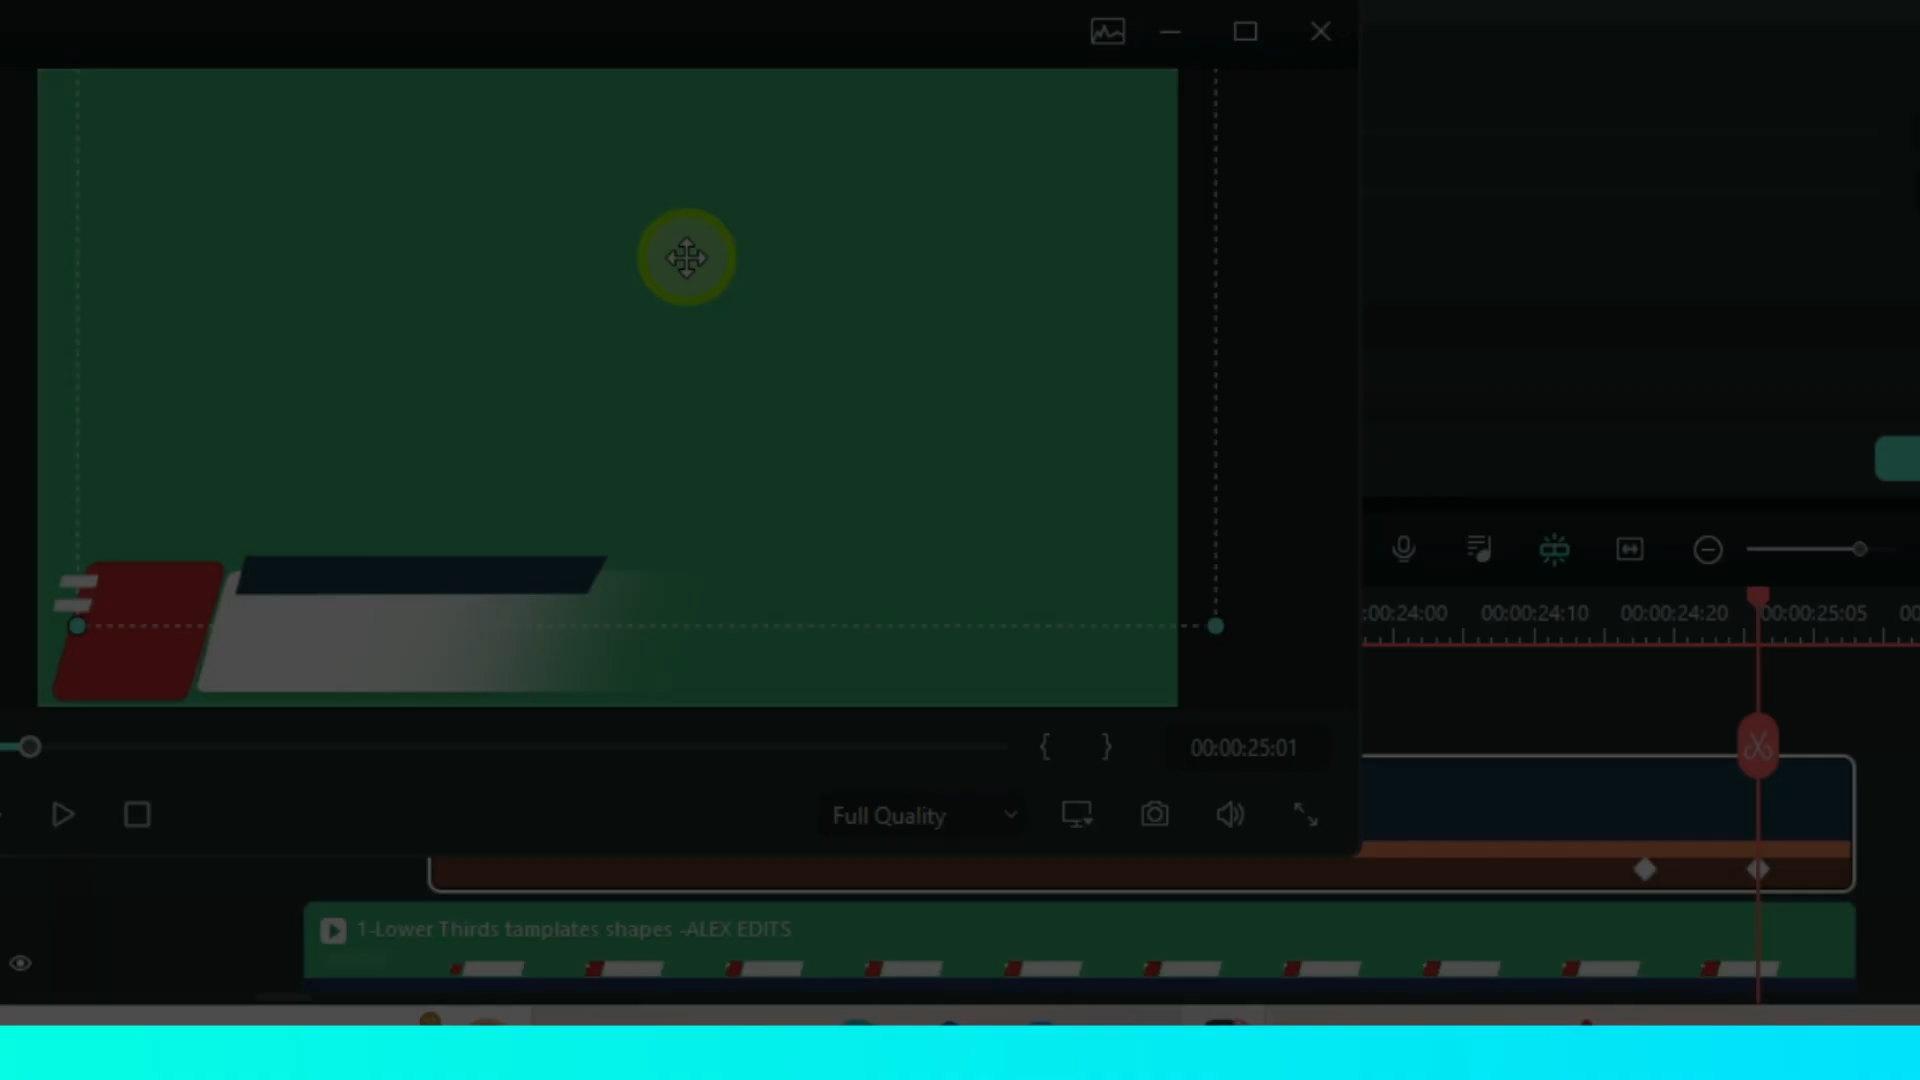 :00:24:00 00:00:24:10 00:00:24:20 00:00:25:05 00
{ } 00:00:25:01
Full Quality
1-Lower Thirds tamplates shapes -ALEX EDITS